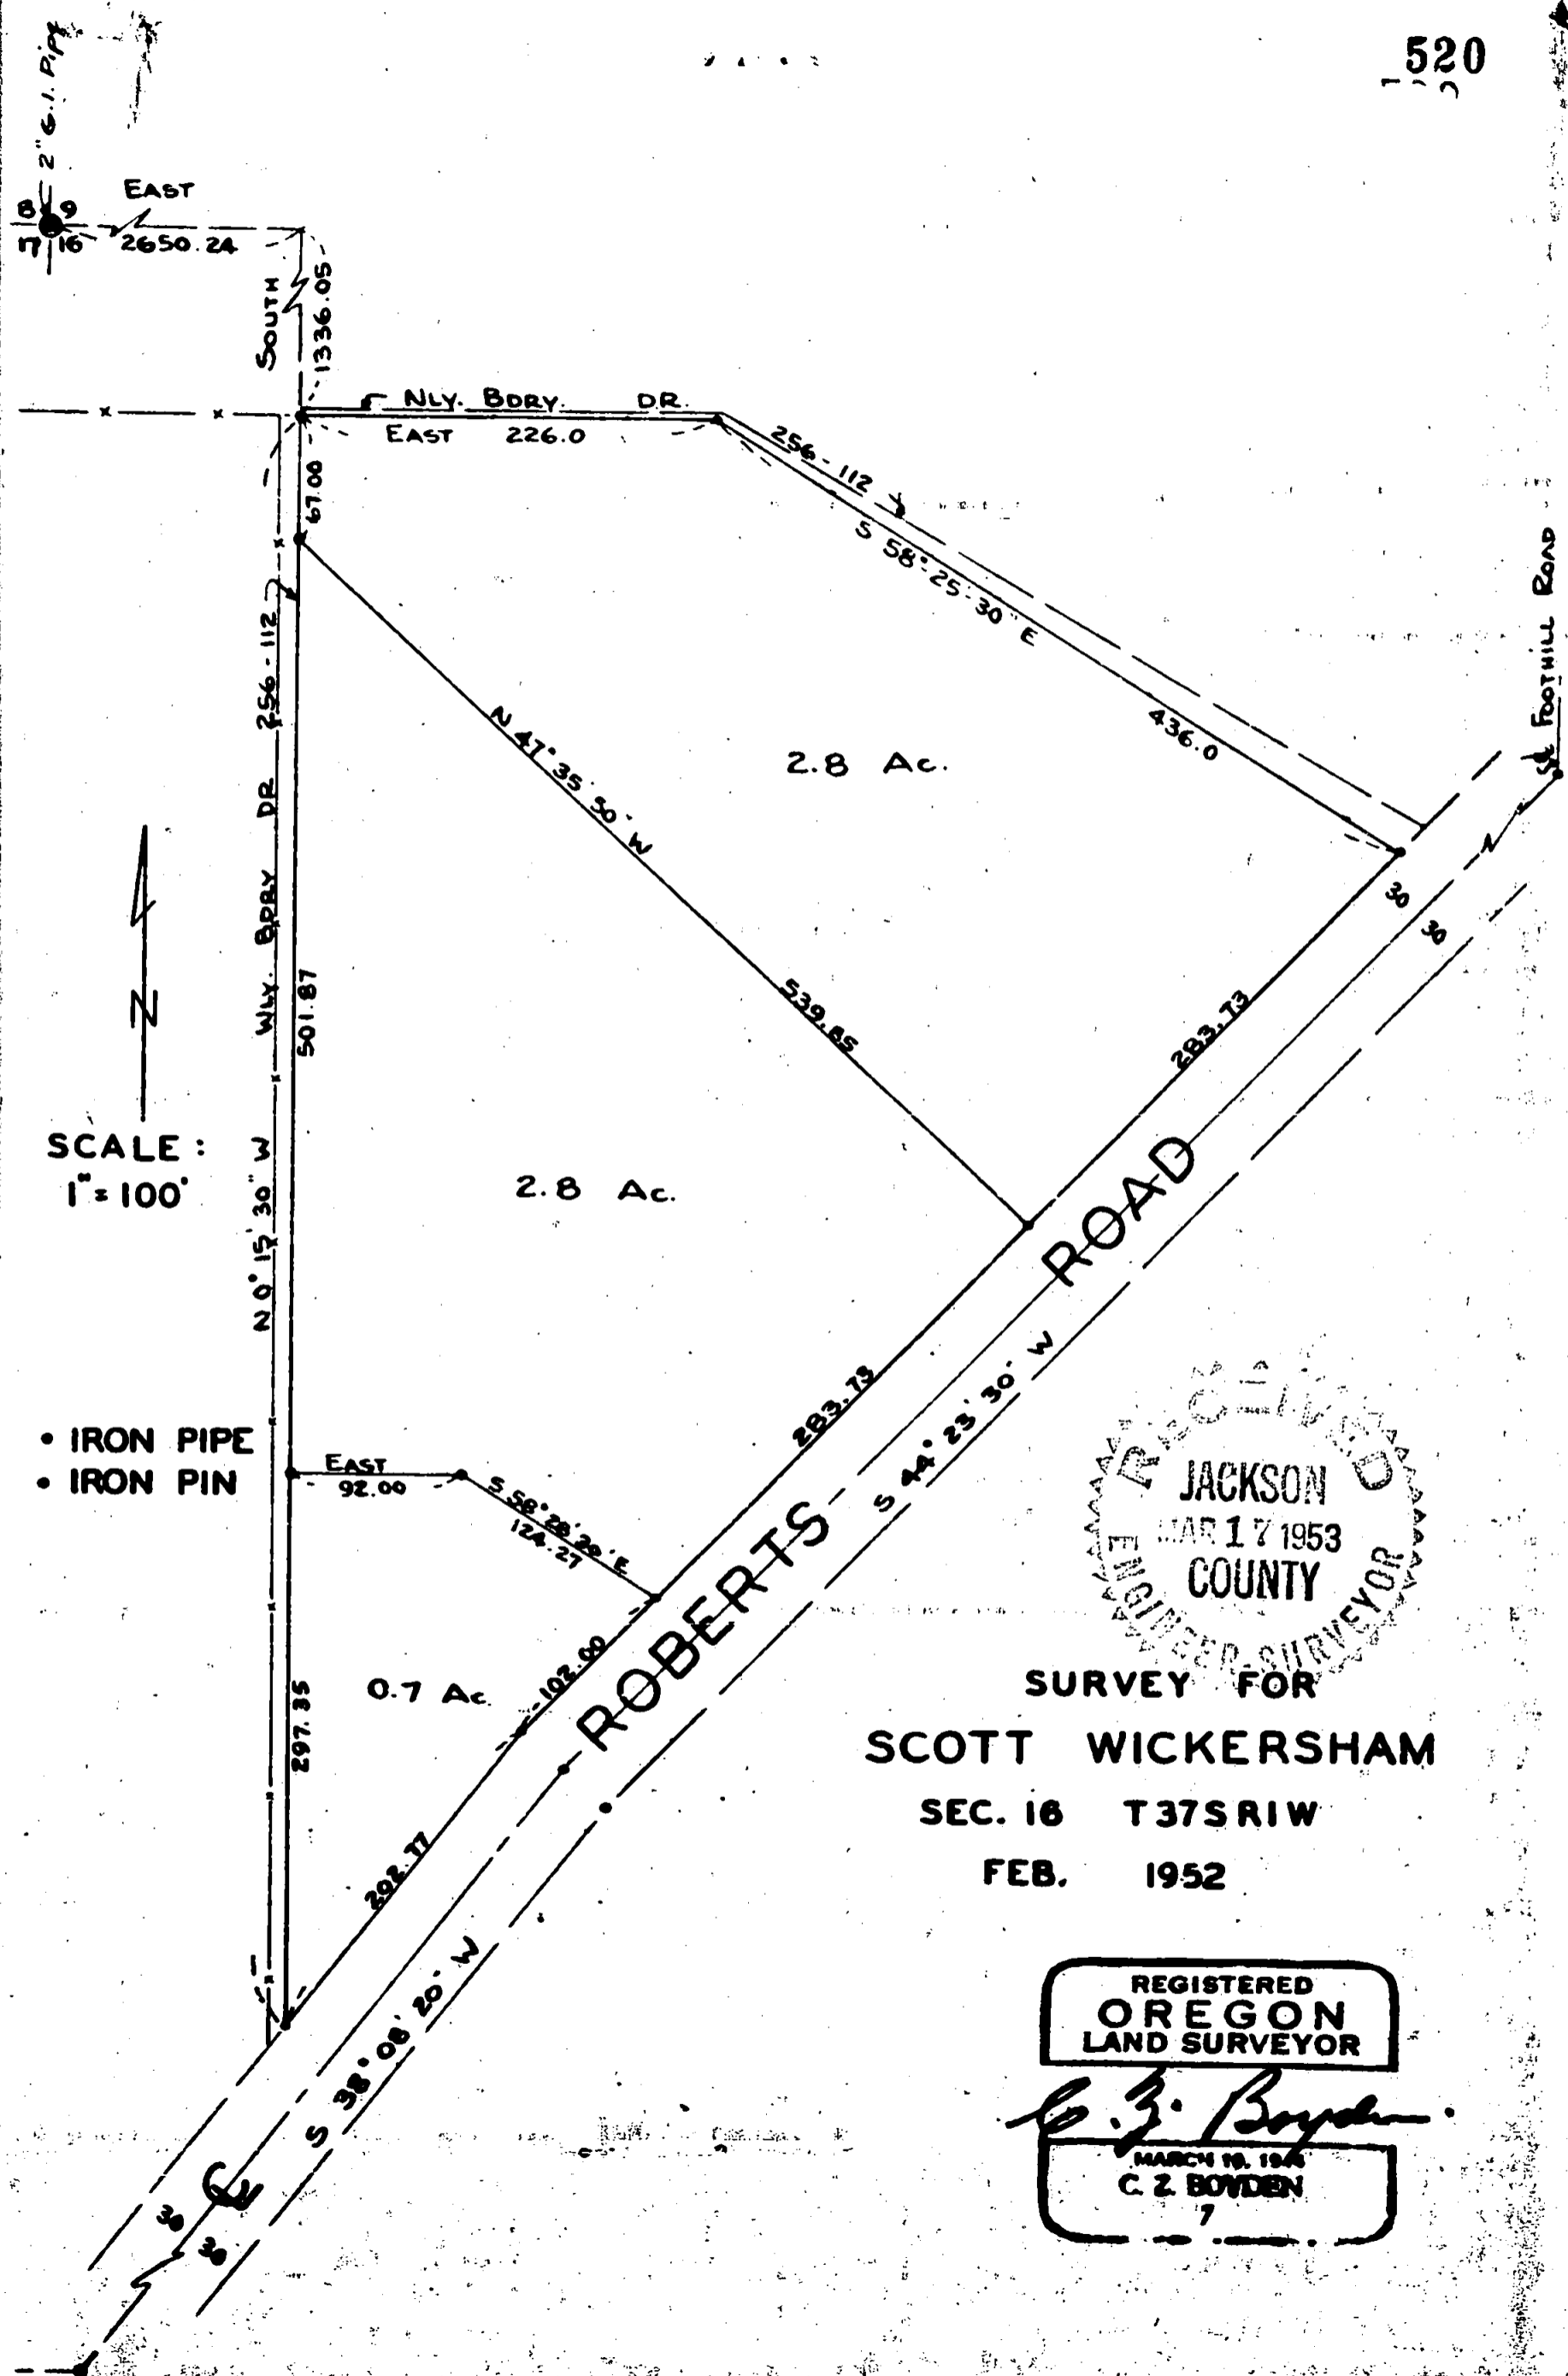 520
2" G.I. Pipe
8 9
17 16
EAST
2650.24
SOUTH
1336.05
NLY. BDRY. DR.
EAST 226.0
256-112
S 58° 25' 30" E
436.0
67.00
WLY. BDRY DR 256-112
N 0° 15' 30" W
501.87
N 47° 35' 50" W
539.85
2.8 Ac.
FOOTHILL ROAD
30
30
283.73
SCALE:
1"=100'
N
2.8 Ac.
283.73
ROBERTS ROAD
S 44° 23' 30" W
• IRON PIPE
• IRON PIN
EAST
92.00
S 58° 28' 20" E
124.27
102.00
0.7 Ac.
297.35
202.77
S 38° 08' 20" W
30
30
RECEIVED
JACKSON
MAR 17 1953
COUNTY
ENGINEER-SURVEYOR
SURVEY FOR
SCOTT WICKERSHAM
SEC. 16 T37S R1W
FEB. 1952
REGISTERED
OREGON
LAND SURVEYOR
C. Z. Boyden
MARCH
C. Z. BOYDEN
7